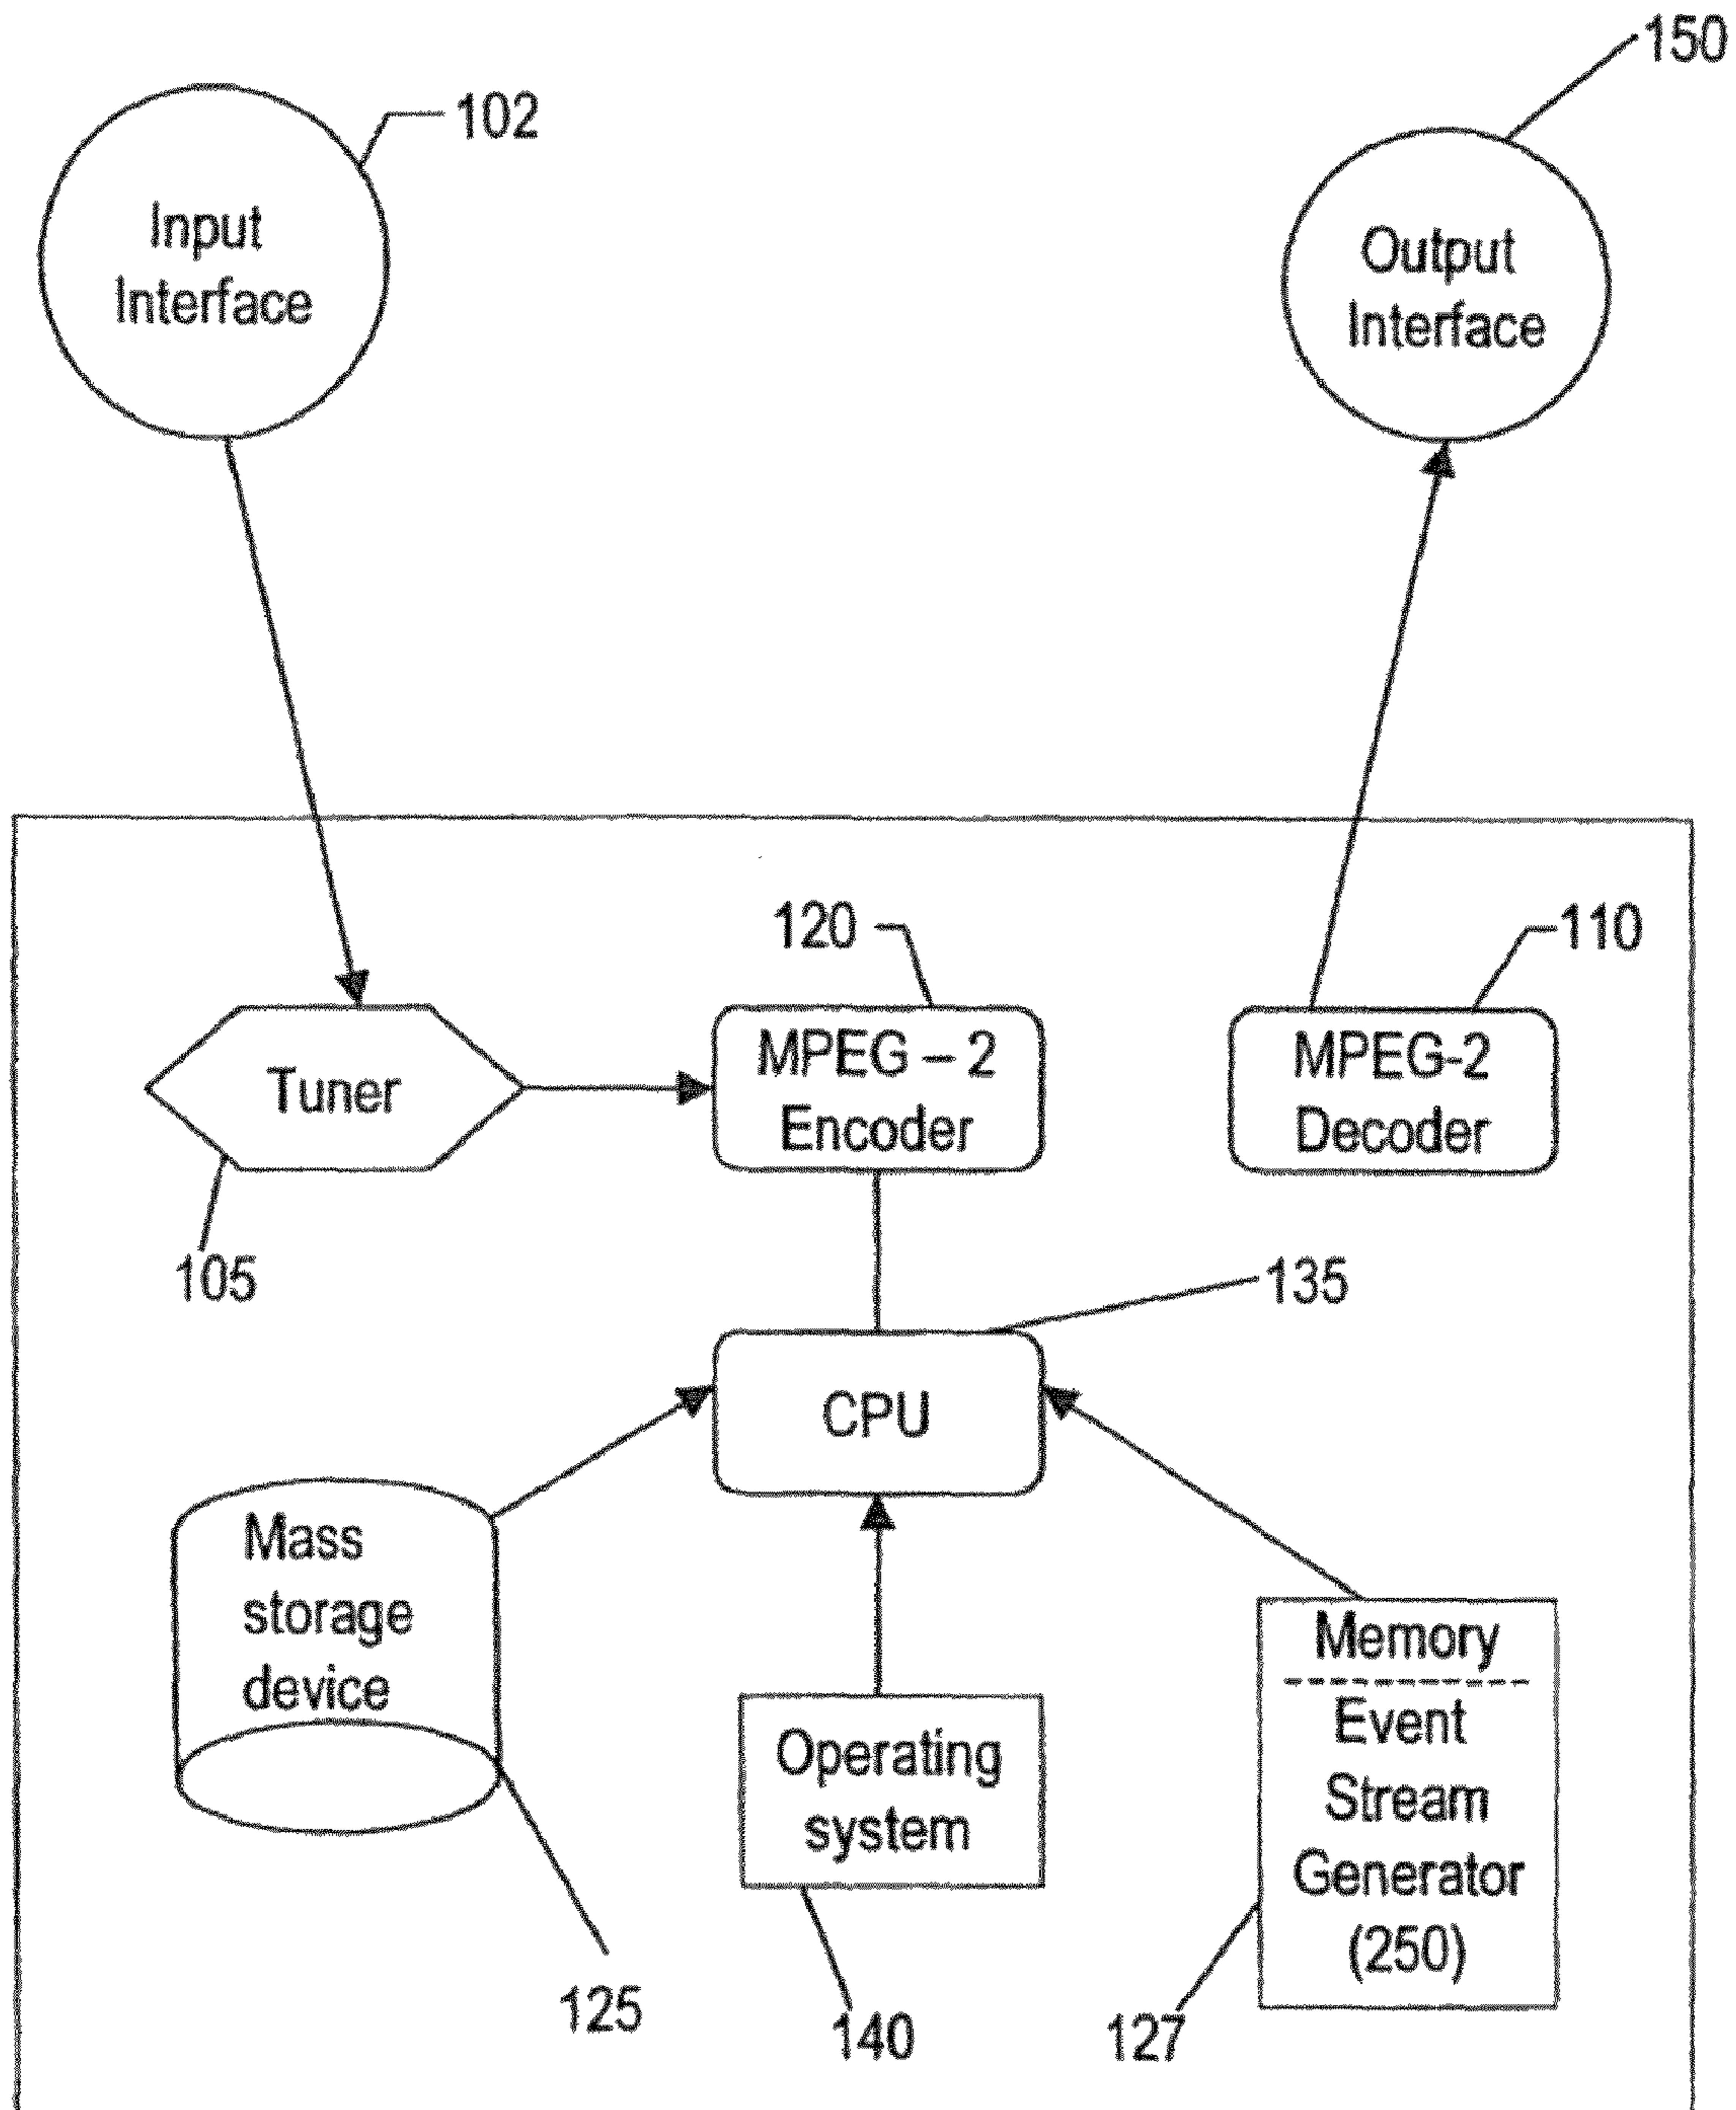 150
102
Input
Interface
Output
Interface
120
110
MPEG – 2
Encoder
MPEG-2
Decoder
Tuner
105
135
CPU
Mass
storage
device
Memory
Event
Stream
Generator
(250)
Operating
system
125
140
127